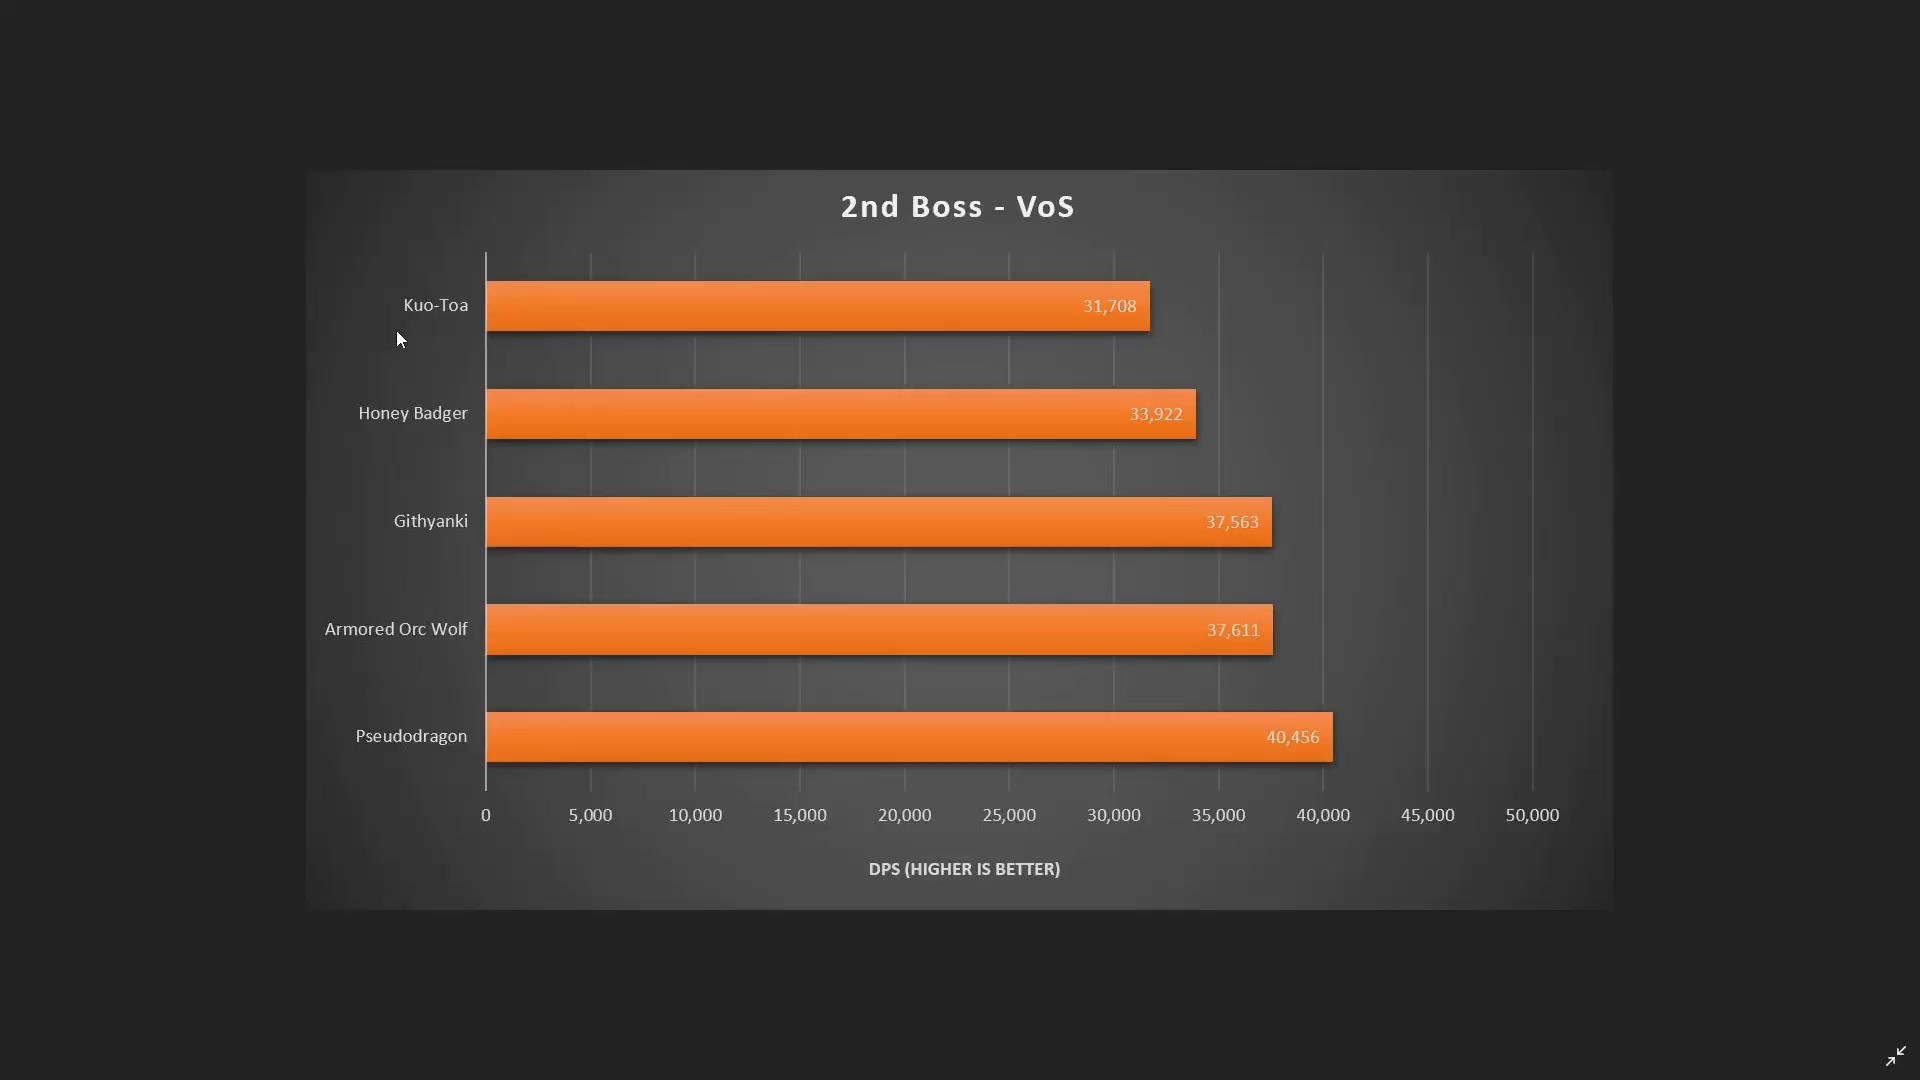 2nd Boss - VoS
Kuo-Toa
31,708
Honey Badger
33,922
Githyanki
37,563
Armored Orc Wolf
37,611
Pseudodragon
40,456
0 5,000 10,000 15,000 20,000 25,000 30,000 35,000 40,000 45,000 50,000
DPS (HIGHER IS BETTER)